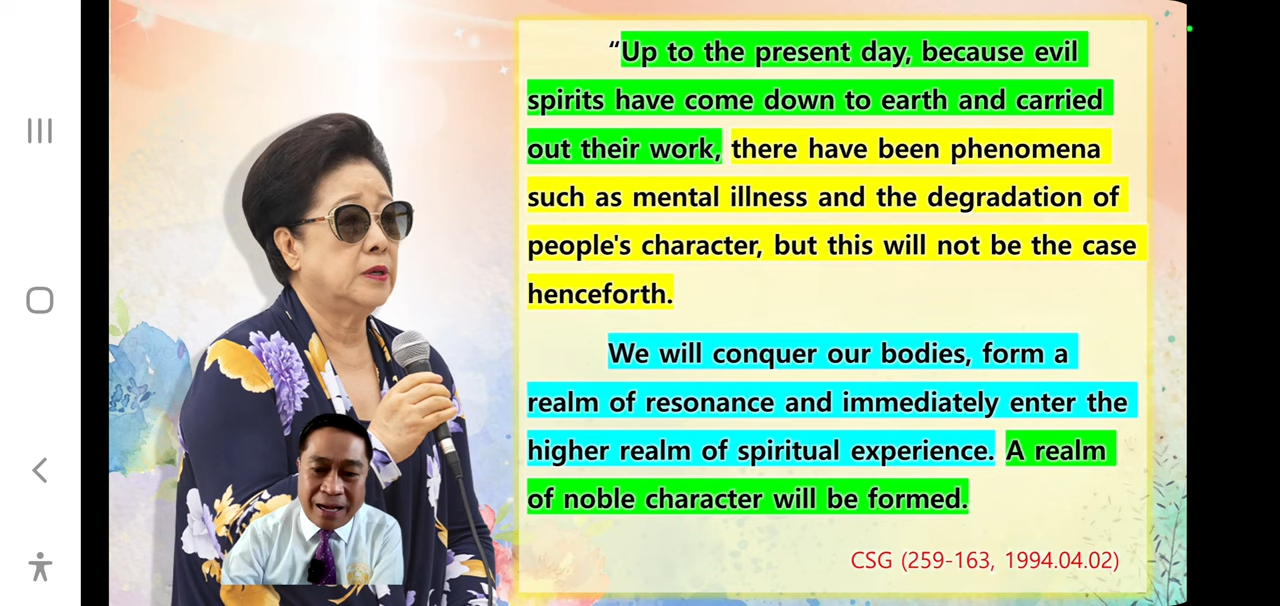 “Up to the present day, because evil
spirits have come down to earth and carried
out their work, there have been phenomena
such as mental illness and the degradation of
people's character, but this will not be the case
henceforth.
We will conquer our bodies, form a
realm of resonance and immediately enter the
higher realm of spiritual experience. A realm
of noble character will be formed.
CSG (259-163, 1994.04.02)